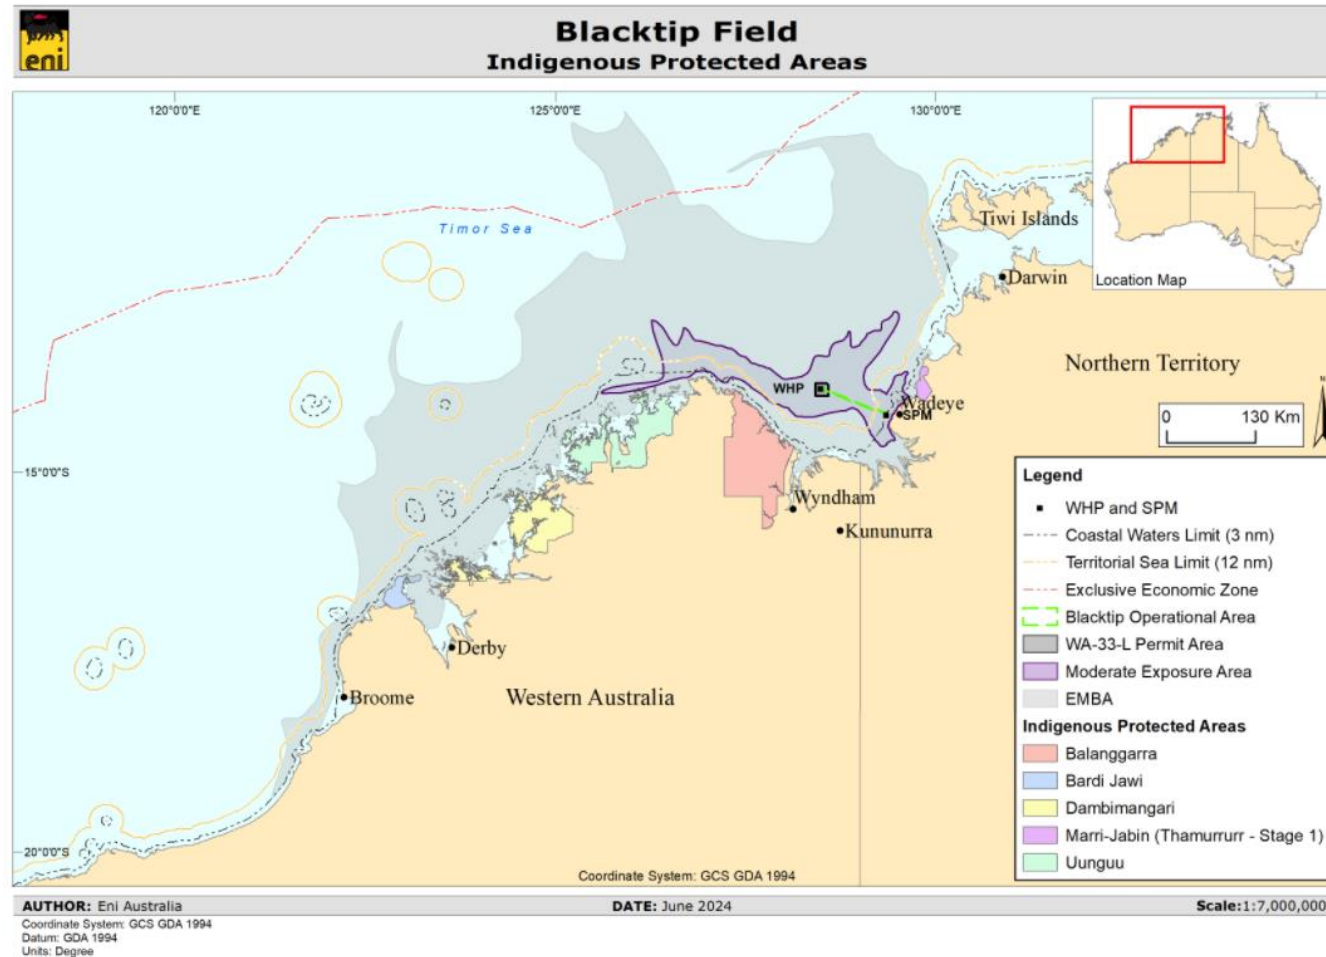 eni
Blacktip Field
Indigenous Protected Areas
120°0'0"E
125°0'0"E
130°0'0"E
Timor Sea
Tiwi Islands
Darwin
Location Map
Northern Territory
WHP
Wadeye
SPM
0 130 Km
15°0'0"S
Wyndham
Kununurra
Derby
Broome
Western Australia
20°0'0"S
Coordinate System: GCS GDA 1994
Legend
WHP and SPM
Coastal Waters Limit (3 nm)
Territorial Sea Limit (12 nm)
Exclusive Economic Zone
Blacktip Operational Area
WA-33-L Permit Area
Moderate Exposure Area
EMBA
Indigenous Protected Areas
Balanggarra
Bardi Jawi
Dambimangari
Marri-Jabin (Thamurrurr - Stage 1)
Uunguu
AUTHOR: Eni Australia
DATE: June 2024
Scale:1:7,000,000
Coordinate System: GCS GDA 1994
Datum: GDA 1994
Units: Degree